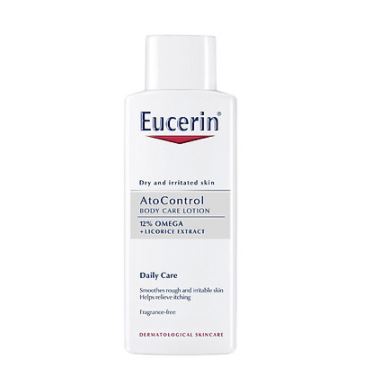 Eucerin®
Dry and irritated skin
AtoControl
BODY CARE LOTION
12% OMEGA
+ LICORICE EXTRACT
Daily Care
Smoothes rough and irritable skin
Helps relieve itching
Fragrance-free
DERMATOLOGICAL SKINCARE